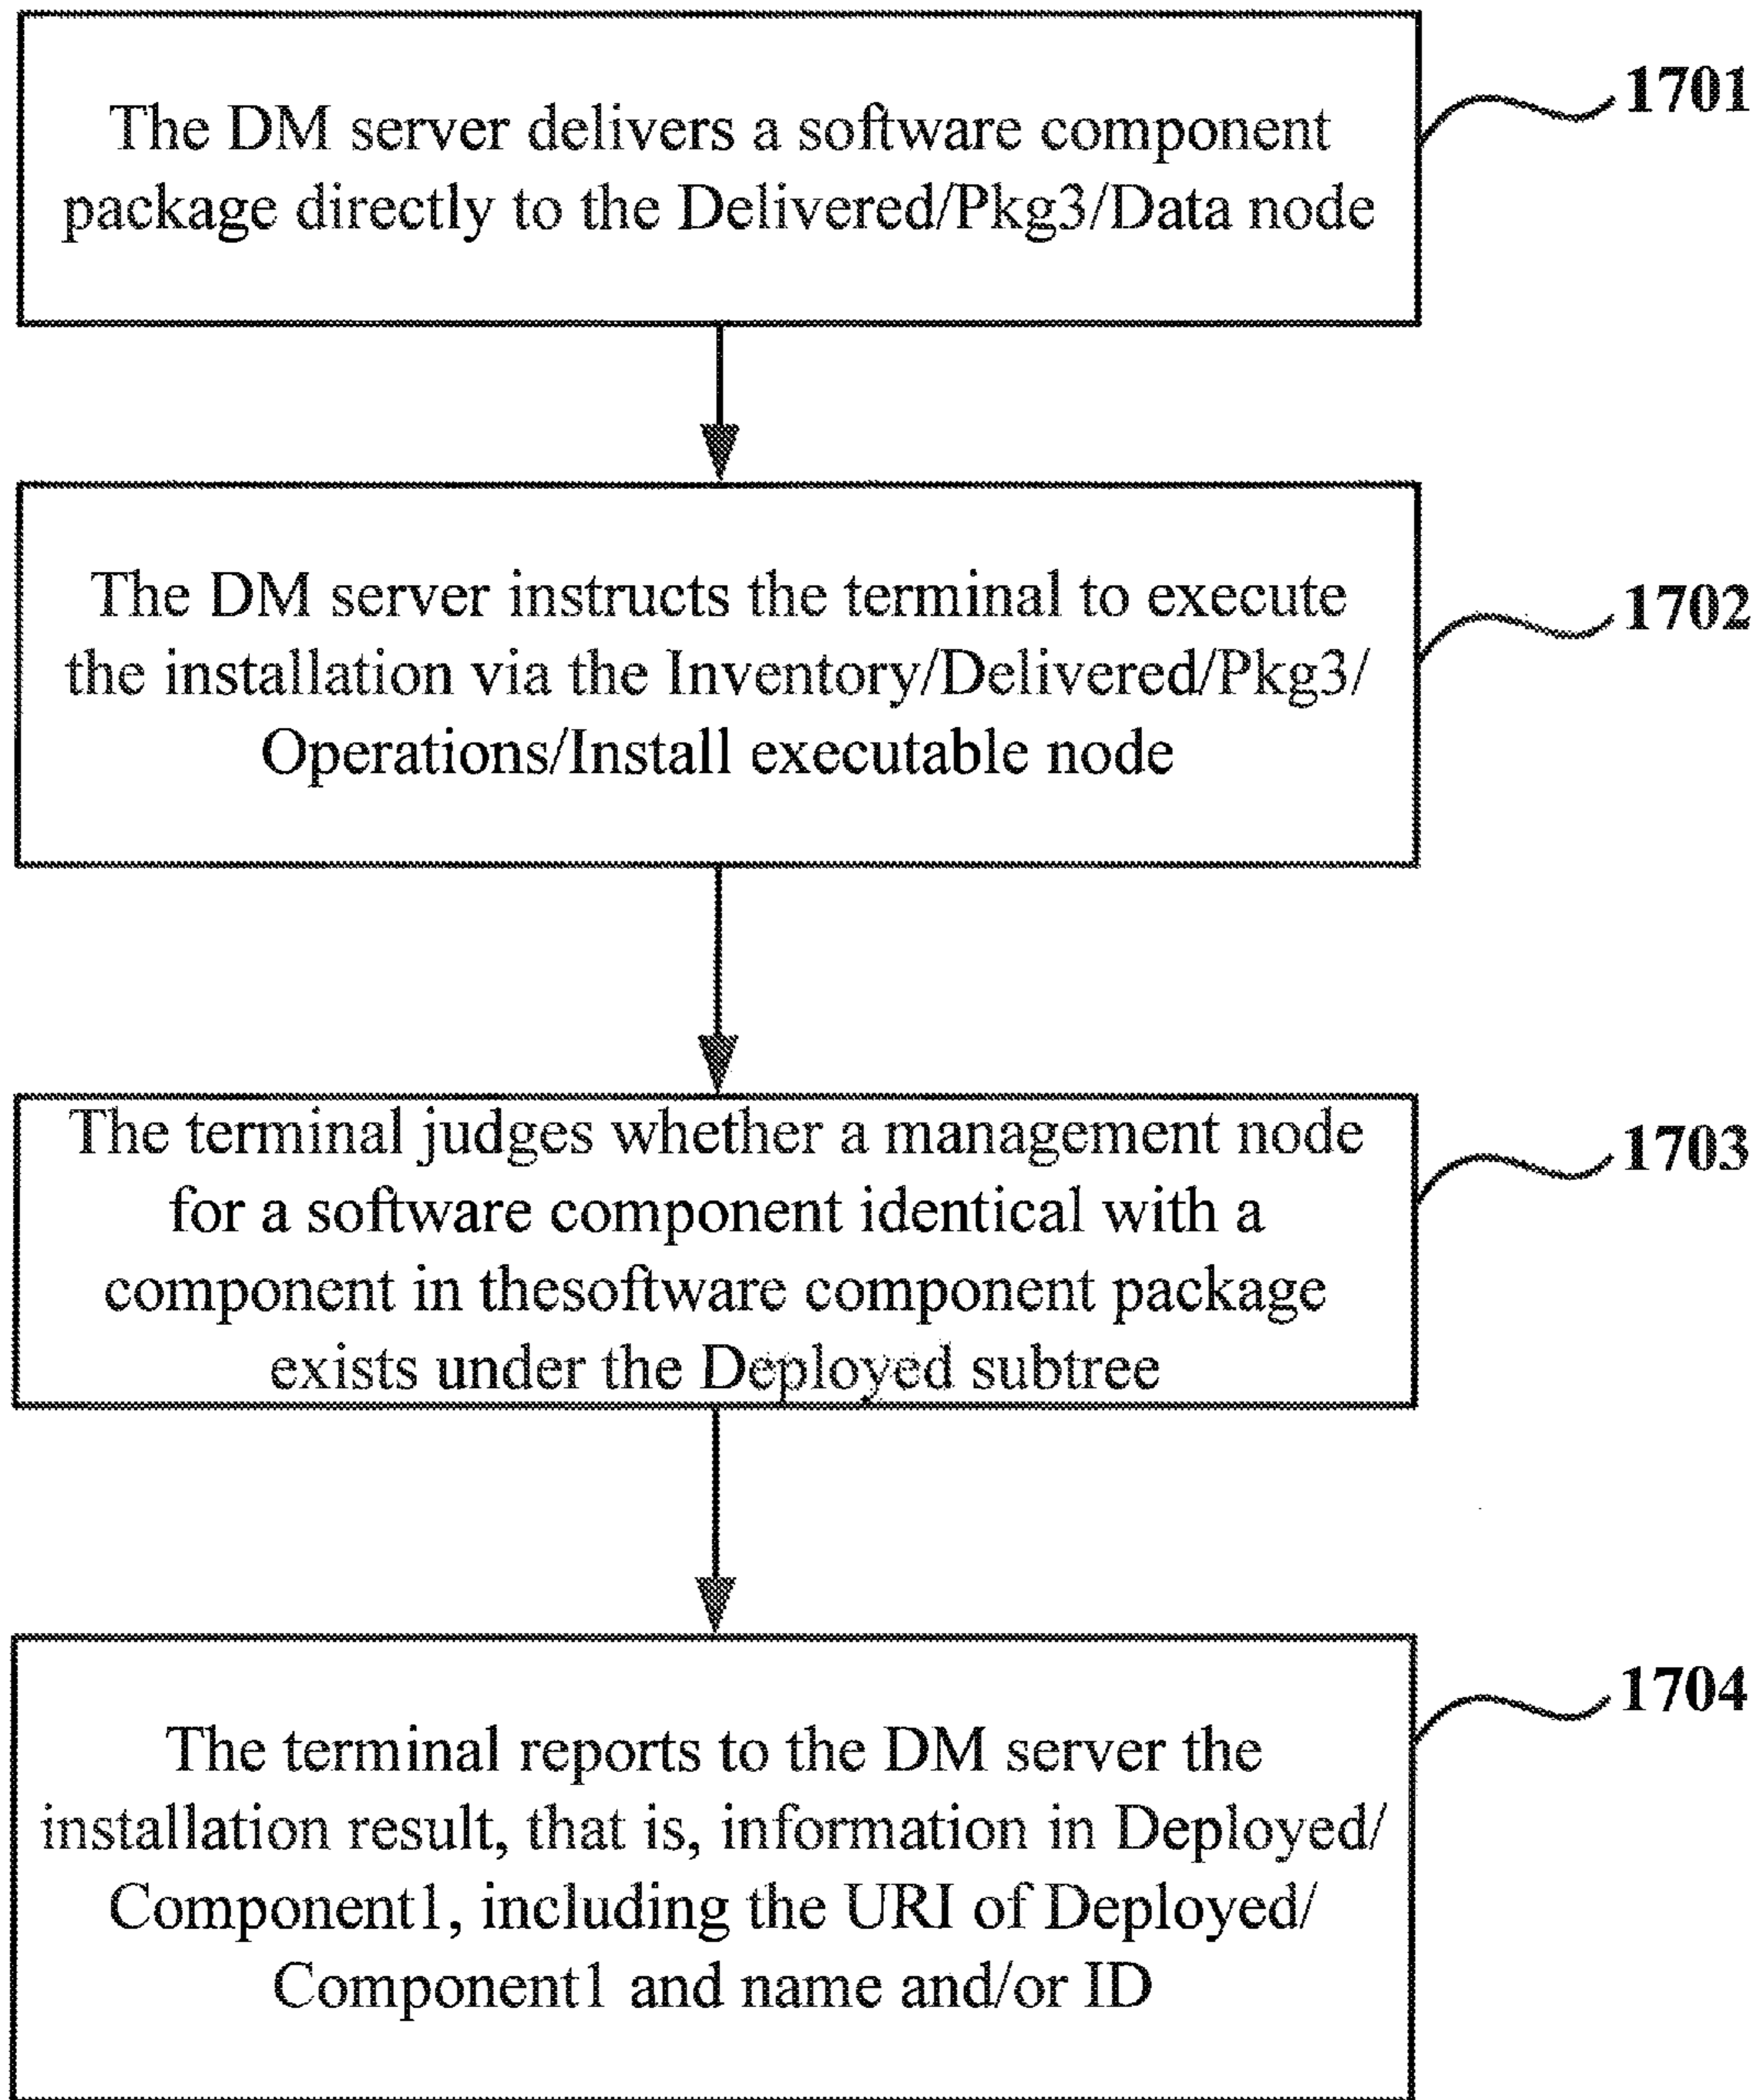 The DM server delivers a software component
package directly to the Delivered/Pkg3/Data node
1701
The DM server instructs the terminal to execute
the installation via the Inventory/Delivered/Pkg3/
Operations/Install executable node
1702
The terminal judges whether a management node
for a software component identical with a
component in thesoftware component package
exists under the Deployed subtree
1703
The terminal reports to the DM server the
installation result, that is, information in Deployed/
Component1, including the URI of Deployed/
Component1 and name and/or ID
1704